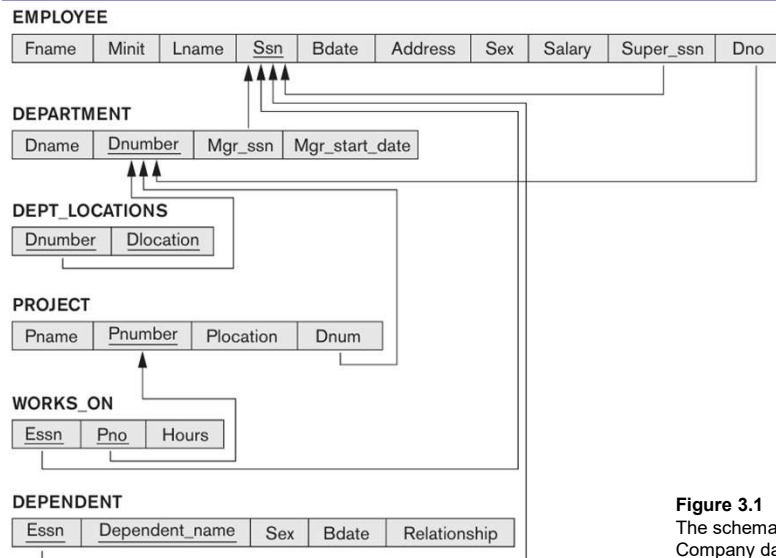 EMPLOYEE
Fname Minit Lname Ssn Bdate Address Sex Salary Super_ssn Dno
DEPARTMENT
Dname Dnumber Mgr_ssn Mgr_start_date
DEPT_LOCATIONS
Dnumber Dlocation
PROJECT
Pname Pnumber Plocation Dnum
WORKS_ON
Essn Pno Hours
DEPENDENT
Essn Dependent_name Sex Bdate Relationship
Figure 3.1
The schema
Company da